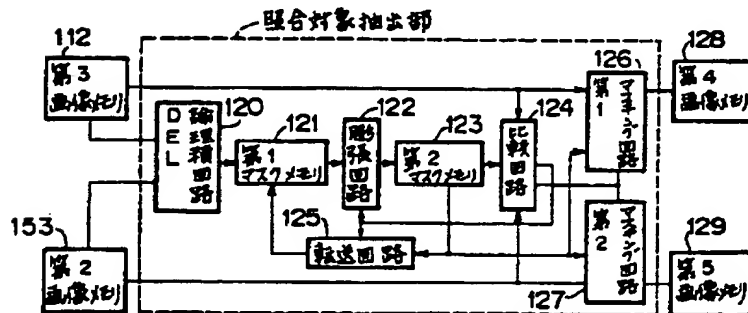 照合対象抽出部
112
第3
画像メモリ
DEL
論理積回路
120
121
第1
マスクメモリ
122
膨張回路
123
第2
マスクメモリ
124
比較回路
125
転送回路
126
第1
マスキング回路
128
第4
画像メモリ
153
第2
画像メモリ
第2
マスキング回路
127
129
第5
画像メモリ